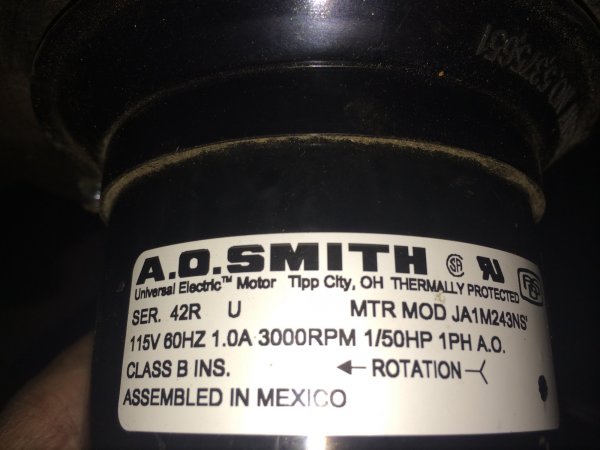 A.O.SMITH
Universal Electric™ Motor Tipp City, OH THERMALLY PROTECTED
SER. 42R U MTR MOD JA1M243NS
115V 60HZ 1.0A 3000RPM 1/50HP 1PH A.O.
CLASS B INS. ← ROTATION
ASSEMBLED IN MEXICO